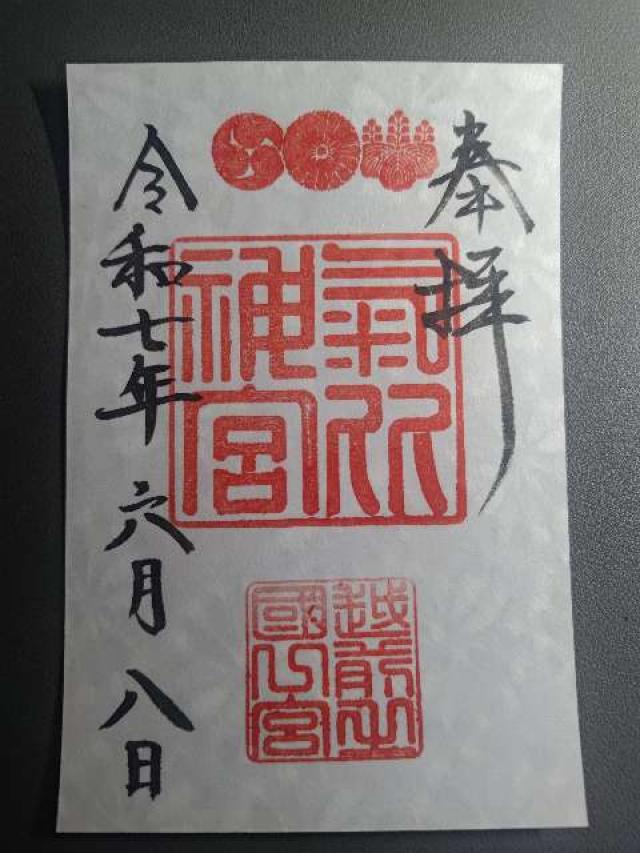 奉拝
氣比
神宮
越前之
國一宮
令和七年六月八日